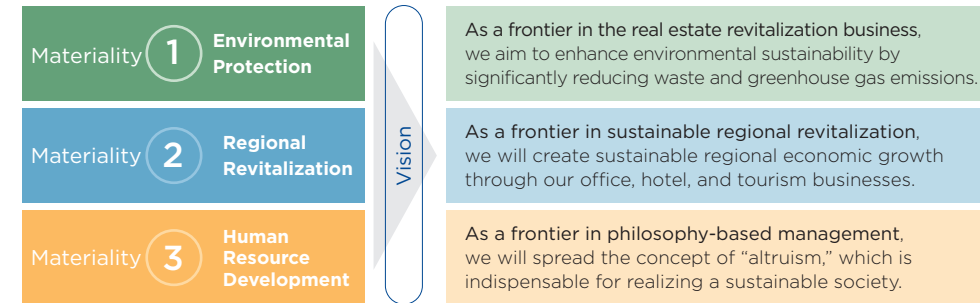 Materiality 1 Environmental
Protection
As a frontier in the real estate revitalization business,
we aim to enhance environmental sustainability by
significantly reducing waste and greenhouse gas emissions.
Materiality 2 Regional
Revitalization
Vision
As a frontier in sustainable regional revitalization,
we will create sustainable regional economic growth
through our office, hotel, and tourism businesses.
Materiality 3 Human
Resource
Development
As a frontier in philosophy-based management,
we will spread the concept of “altruism,” which is
indispensable for realizing a sustainable society.